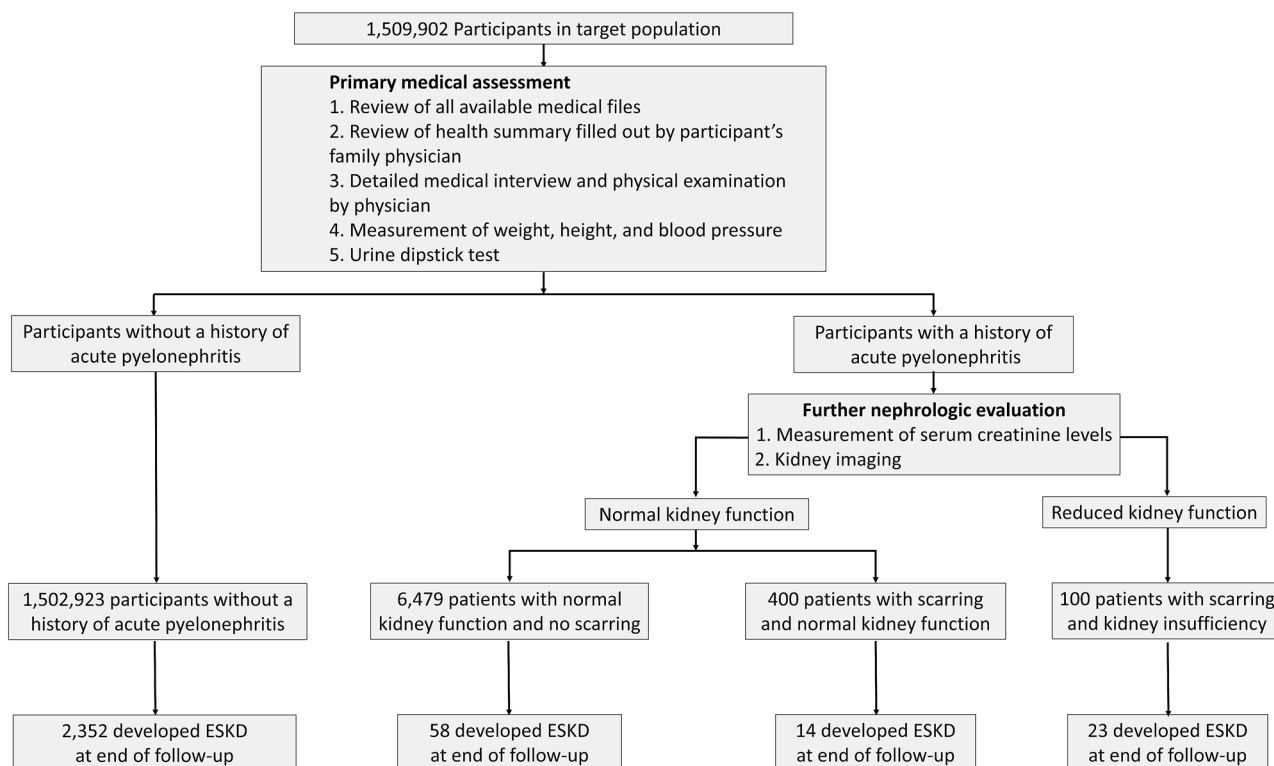 1,509,902 Participants in target population
Primary medical assessment
1. Review of all available medical files
2. Review of health summary filled out by participant’s
family physician
3. Detailed medical interview and physical examination
by physician
4. Measurement of weight, height, and blood pressure
5. Urine dipstick test
Participants without a history of
acute pyelonephritis
Participants with a history of
acute pyelonephritis
Further nephrologic evaluation
1. Measurement of serum creatinine levels
2. Kidney imaging
Normal kidney function
Reduced kidney function
1,502,923 participants without a
history of acute pyelonephritis
6,479 patients with normal
kidney function and no scarring
400 patients with scarring
and normal kidney function
100 patients with scarring
and kidney insufficiency
2,352 developed ESKD
at end of follow-up
58 developed ESKD
at end of follow-up
14 developed ESKD
at end of follow-up
23 developed ESKD
at end of follow-up